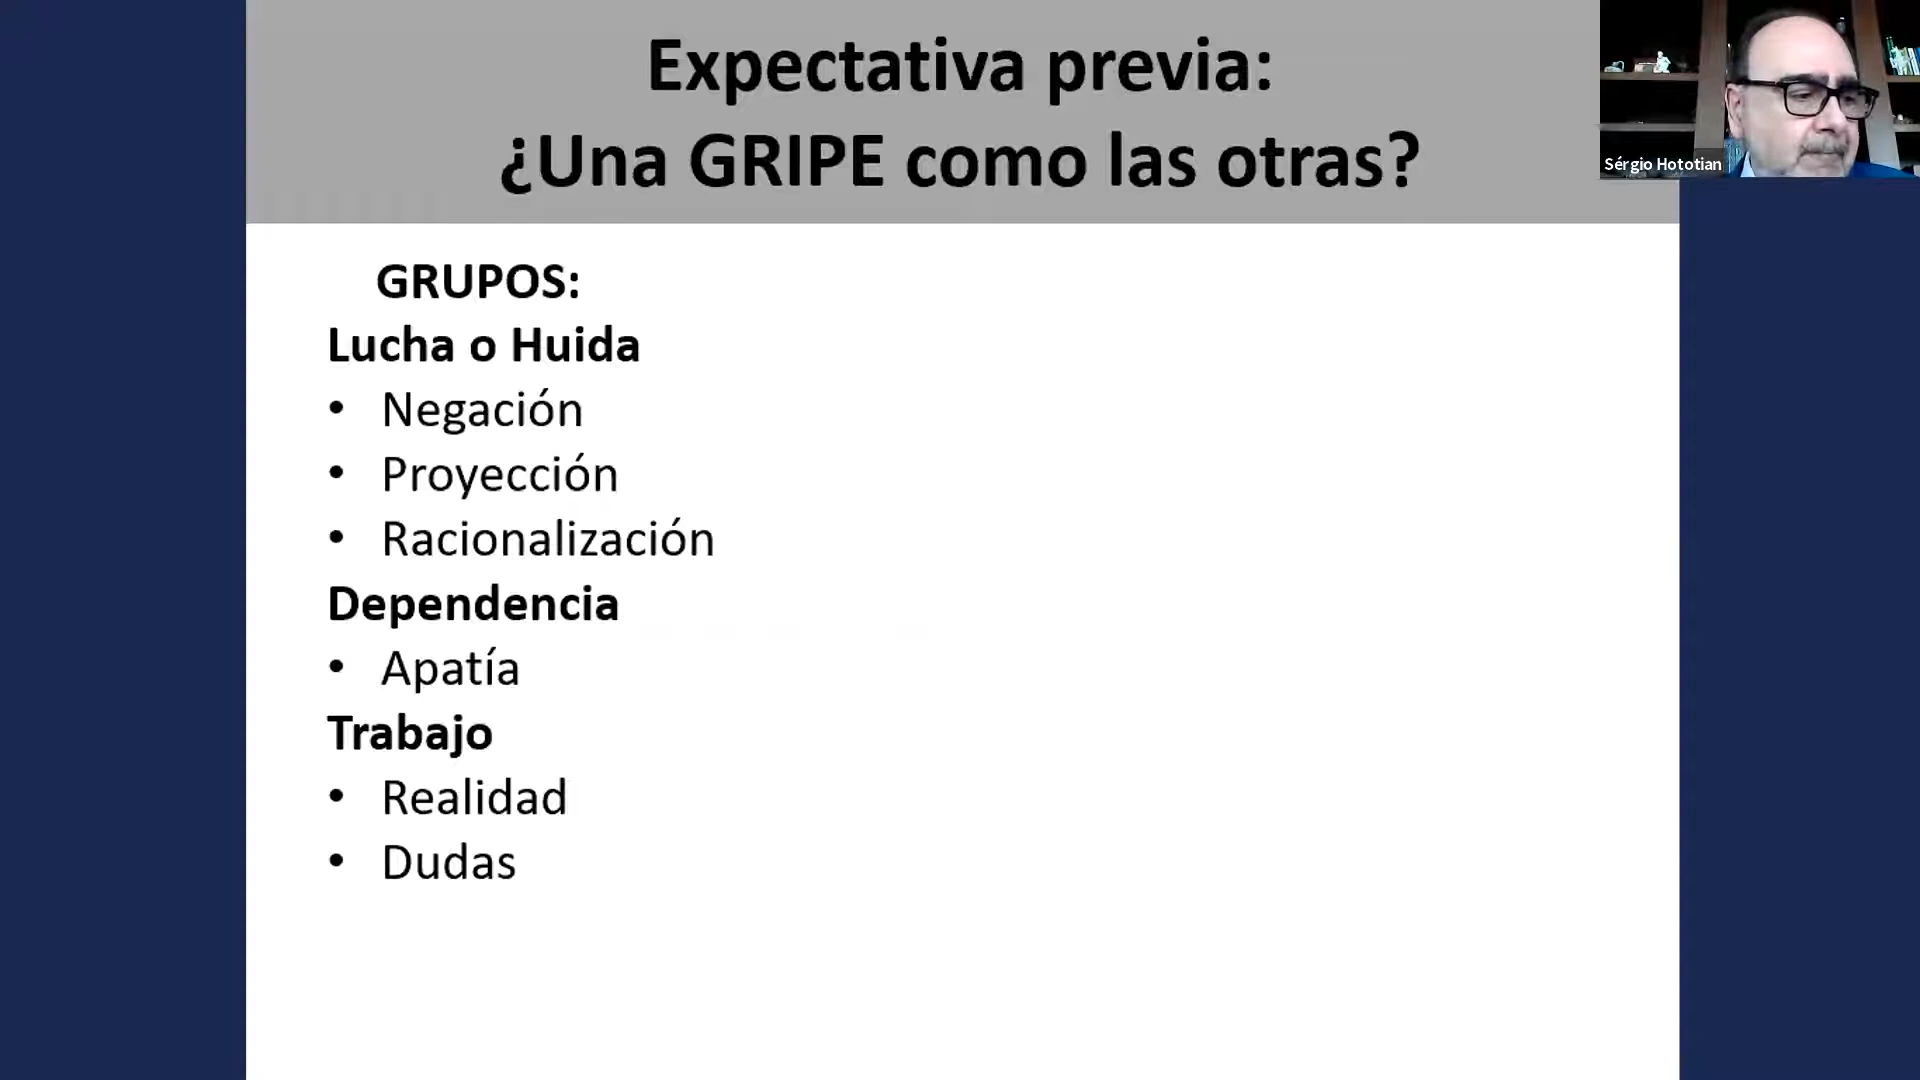 Expectativa previa:
¿Una GRIPE como las otras?
Sérgio Hototian
GRUPOS:
Lucha o Huida
• Negación
• Proyección
• Racionalización
Dependencia
• Apatía
Trabajo
• Realidad
• Dudas